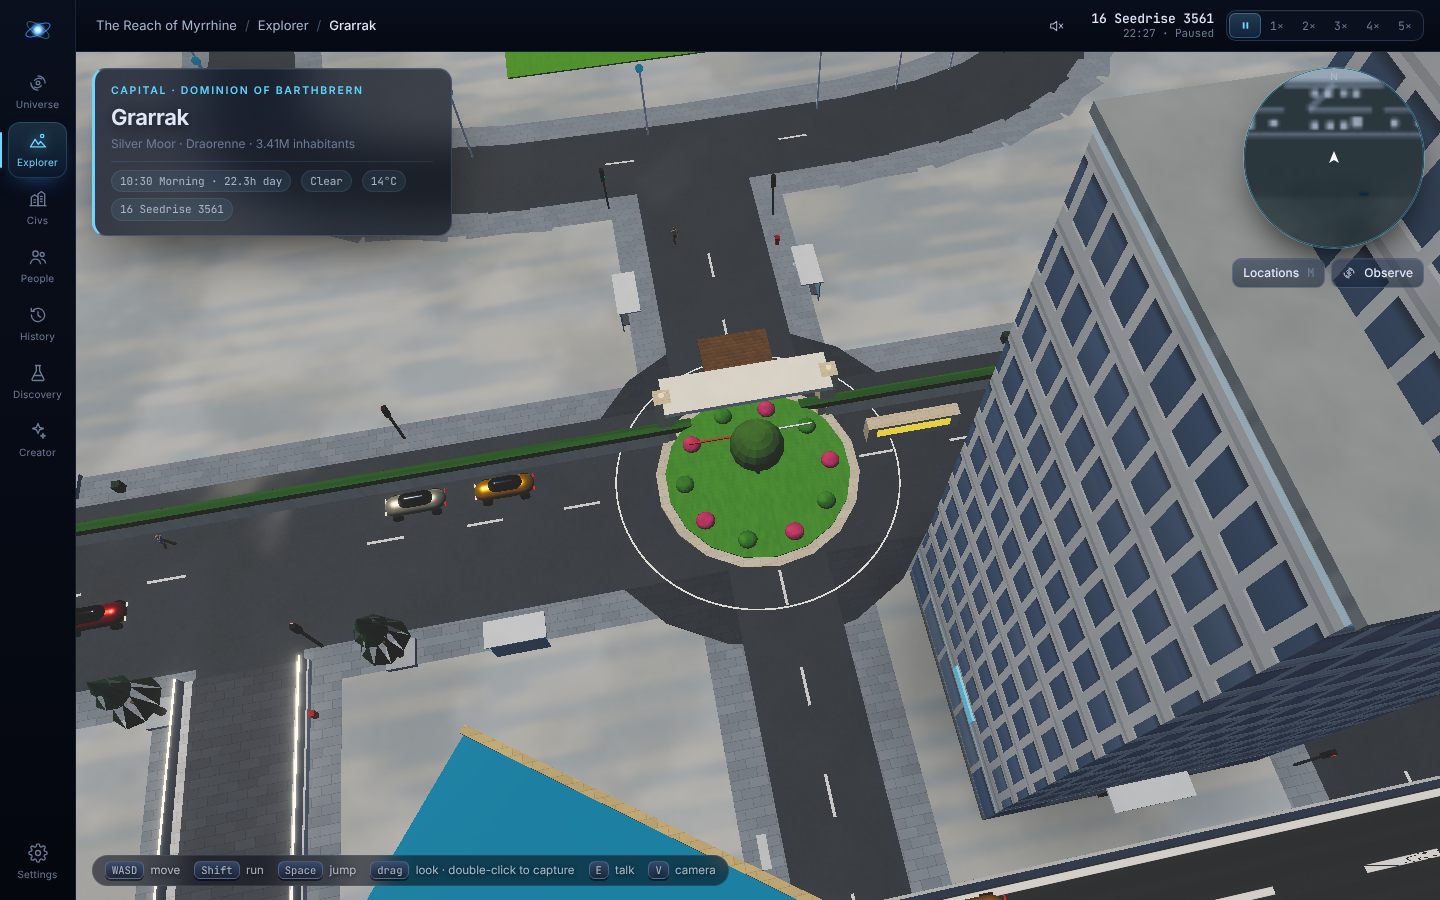 The Reach of Myrrhine / Explorer / Grarrak
16 Seedrise 3561
22:27 · Paused
1× 2× 3× 4× 5×
Universe
Explorer
Civs
People
History
Discovery
Creator
Settings
CAPITAL · DOMINION OF BARTHBRERN
Grarrak
Silver Moor · Draorenne · 3.41M inhabitants
10:30 Morning · 22.3h day Clear 14°C
16 Seedrise 3561
N
Locations M Observe
WASD move Shift run Space jump drag look · double-click to capture E talk V camera